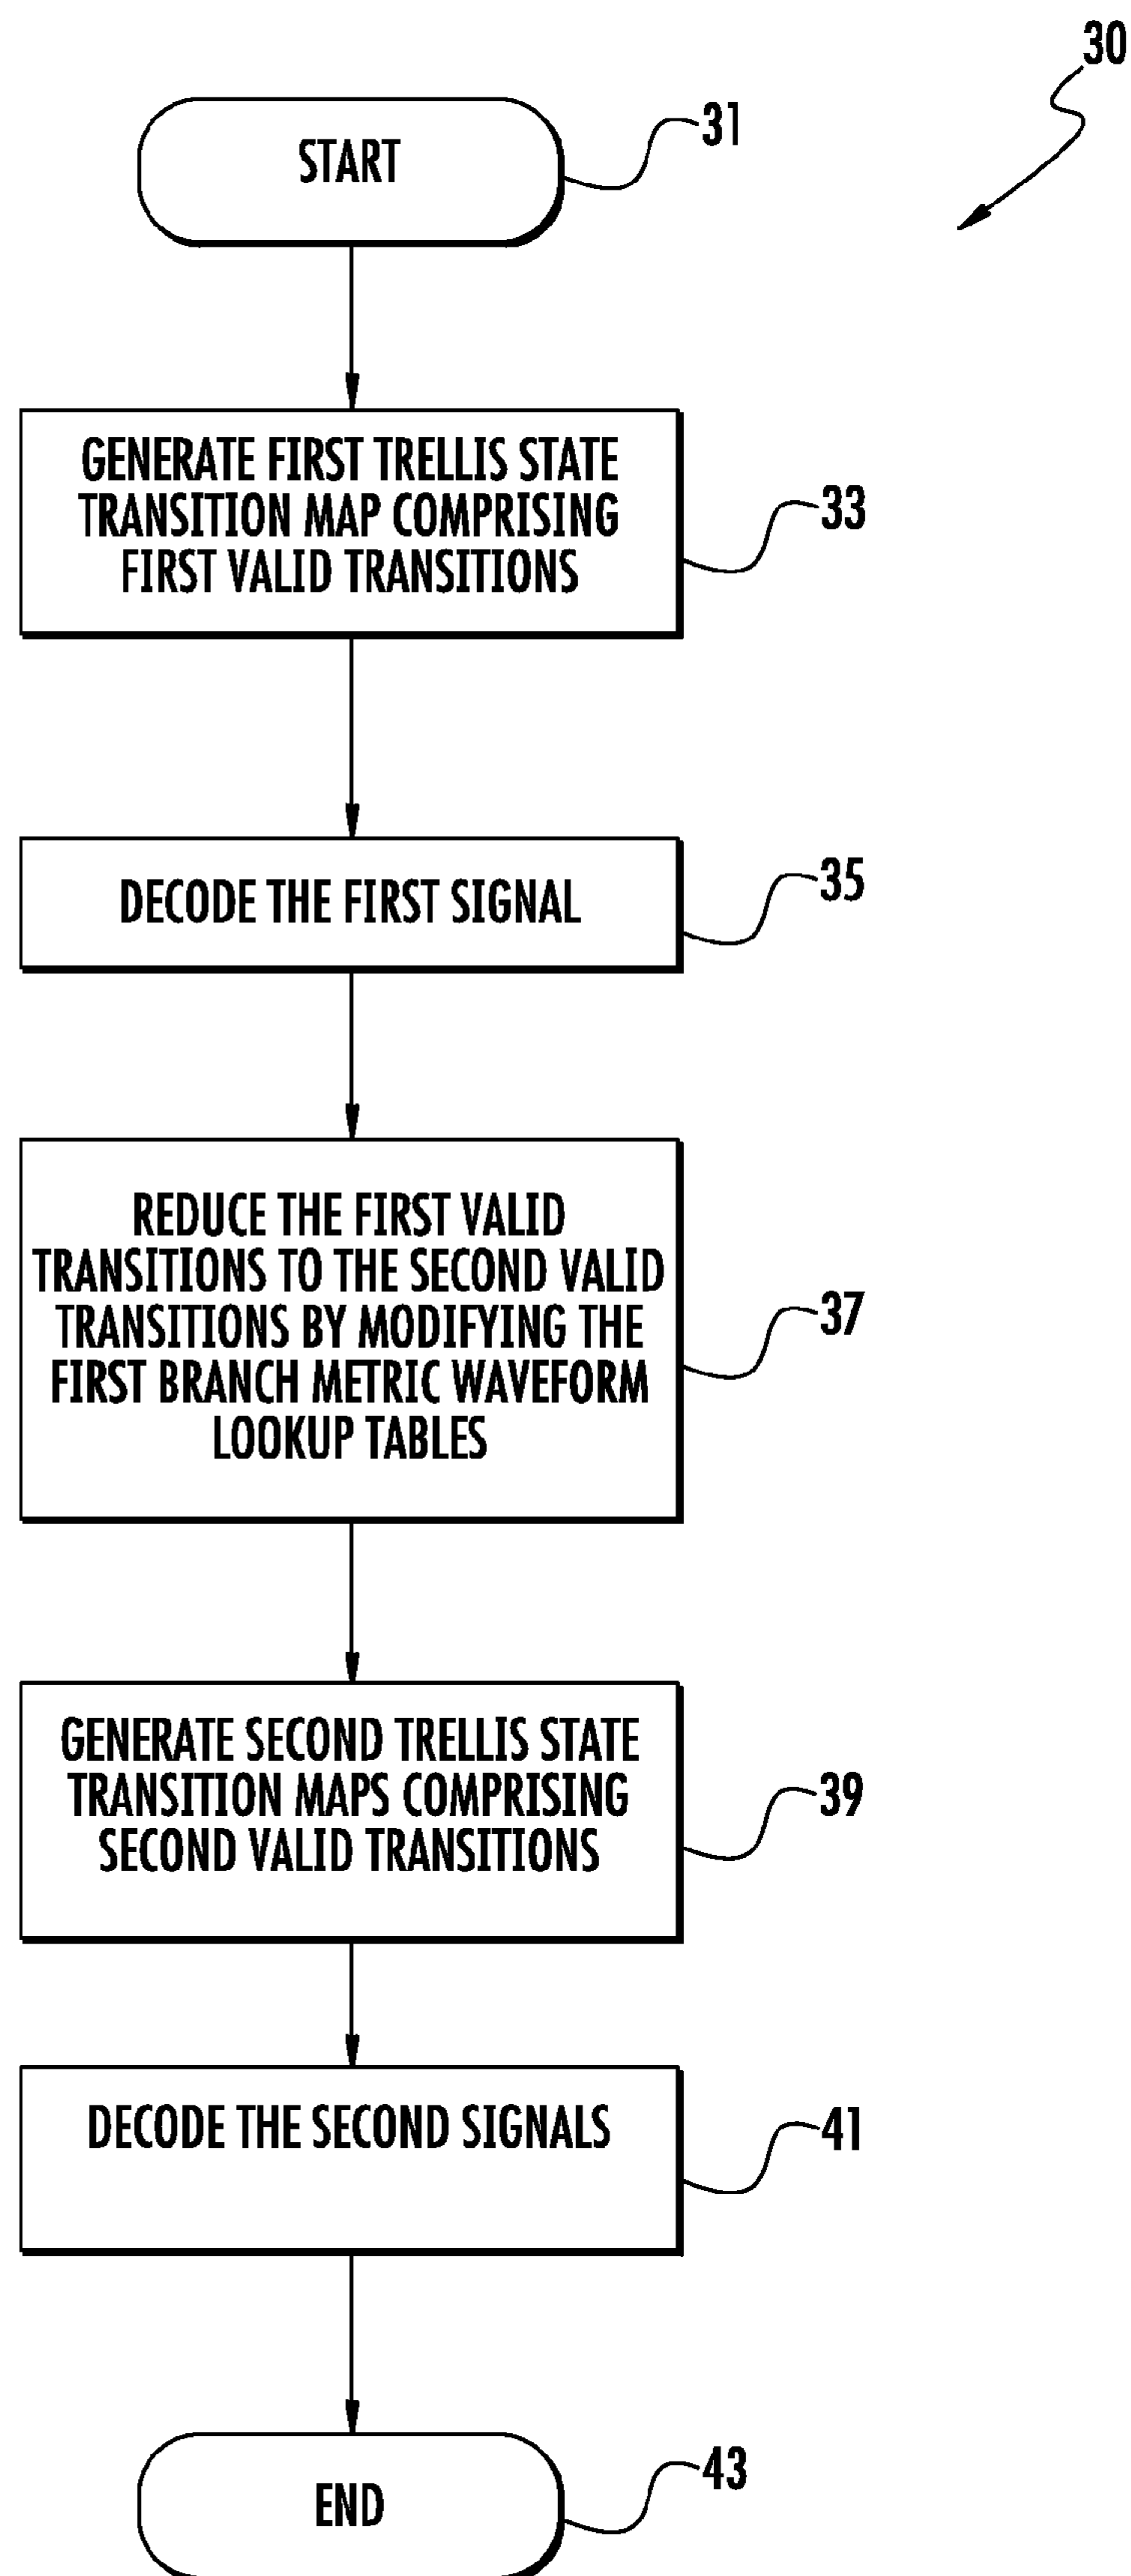 30
START
31
GENERATE FIRST TRELLIS STATE
TRANSITION MAP COMPRISING
FIRST VALID TRANSITIONS
33
DECODE THE FIRST SIGNAL
35
REDUCE THE FIRST VALID
TRANSITIONS TO THE SECOND VALID
TRANSITIONS BY MODIFYING THE
FIRST BRANCH METRIC WAVEFORM
LOOKUP TABLES
37
GENERATE SECOND TRELLIS STATE
TRANSITION MAPS COMPRISING
SECOND VALID TRANSITIONS
39
DECODE THE SECOND SIGNALS
41
END
43